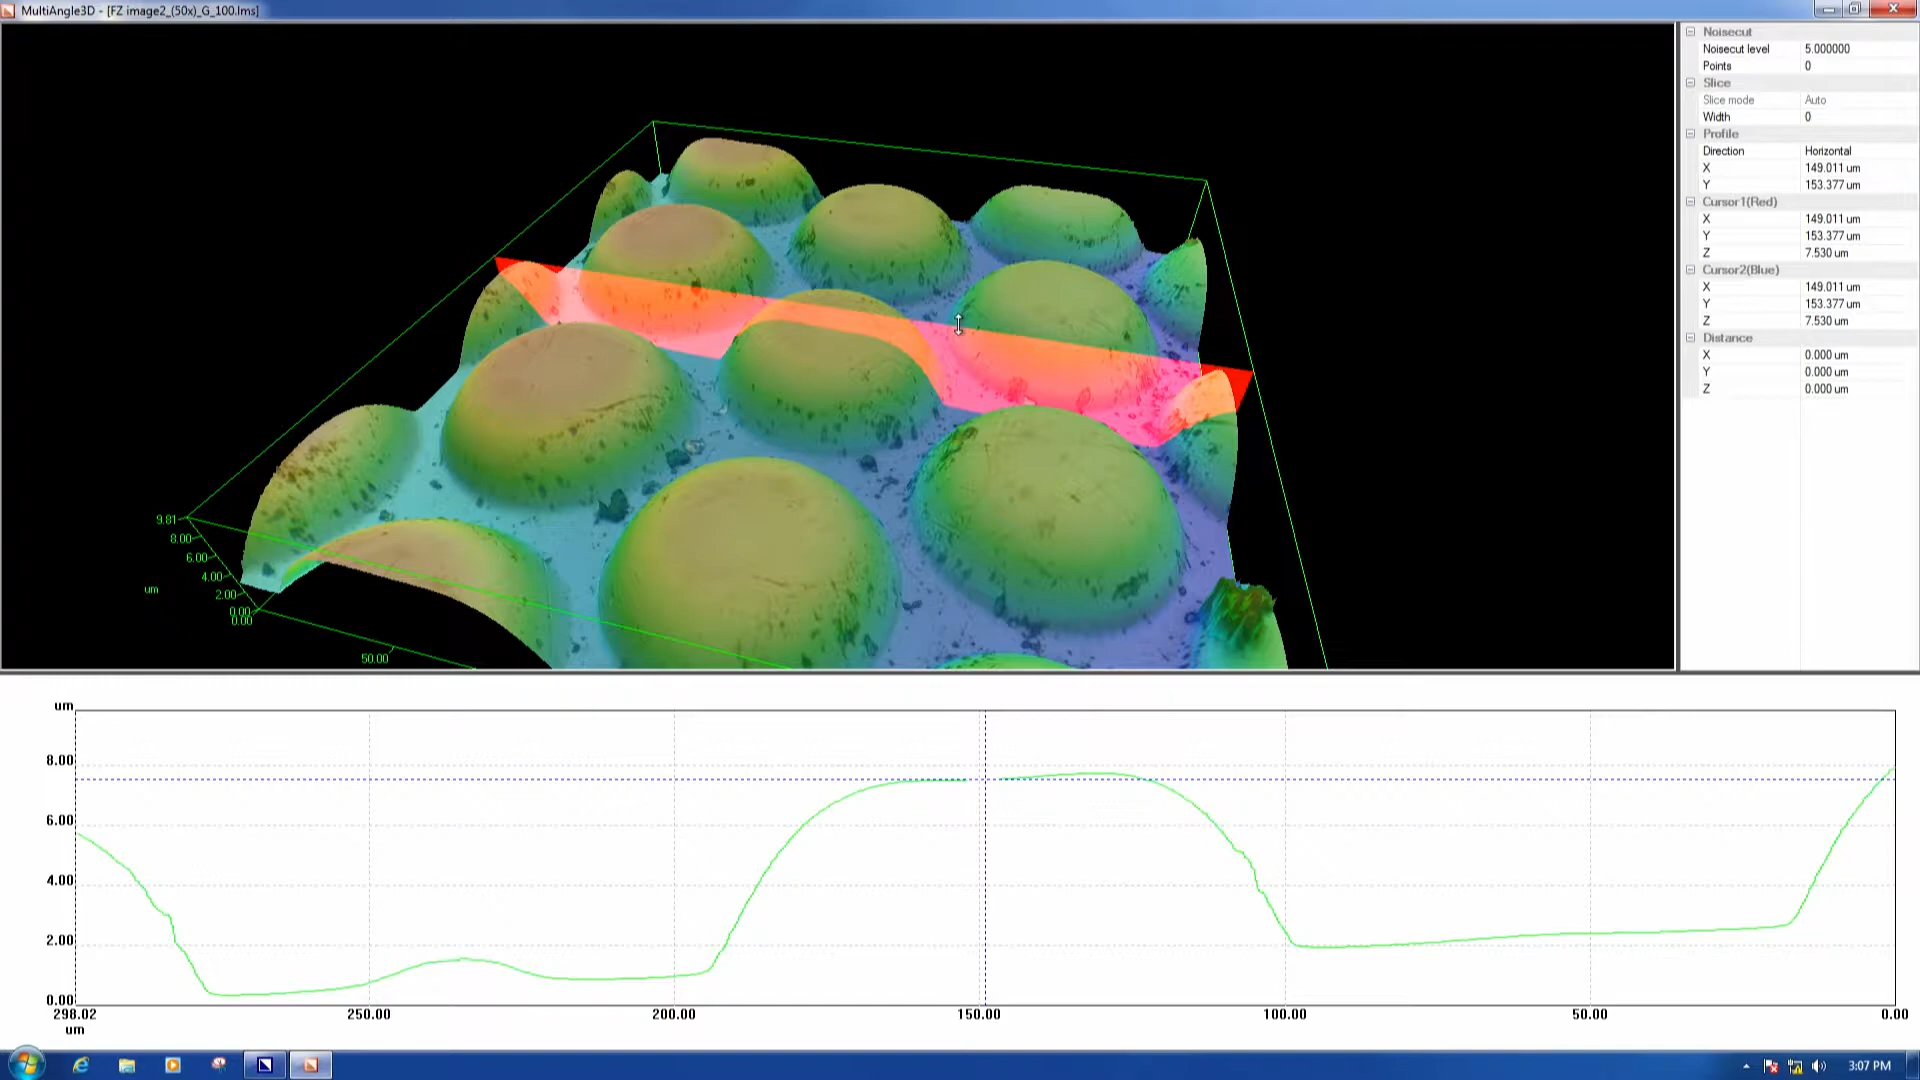 MultiAngle3D - [FZ image2_(50x)_G_100.lms]
Noisecut
Noisecut level 5.000000
Points 0
Slice
Slice mode Auto
Width 0
Profile
Direction Horizontal
X 149.011 um
Y 153.377 um
Cursor1(Red)
X 149.011 um
Y 153.377 um
Z 7.530 um
Cursor2(Blue)
X 149.011 um
Y 153.377 um
Z 7.530 um
Distance
X 0.000 um
Y 0.000 um
Z 0.000 um
9.81
8.00
6.00
4.00
um
2.00
0.00
0.00
50.00
um
8.00
6.00
4.00
2.00
0.00
298.02 250.00 200.00 150.00 100.00 50.00 0.00
um
3:07 PM